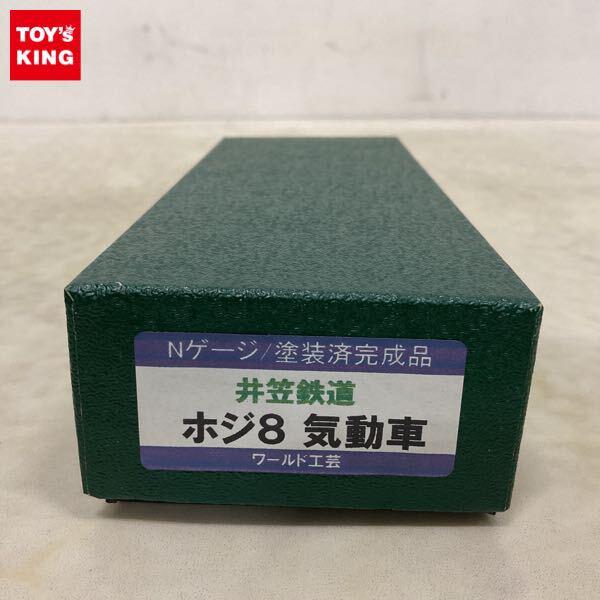 TOY's
KING
Nゲージ/塗装済完成品
井笠鉄道
ホジ8 気動車
ワールド工芸